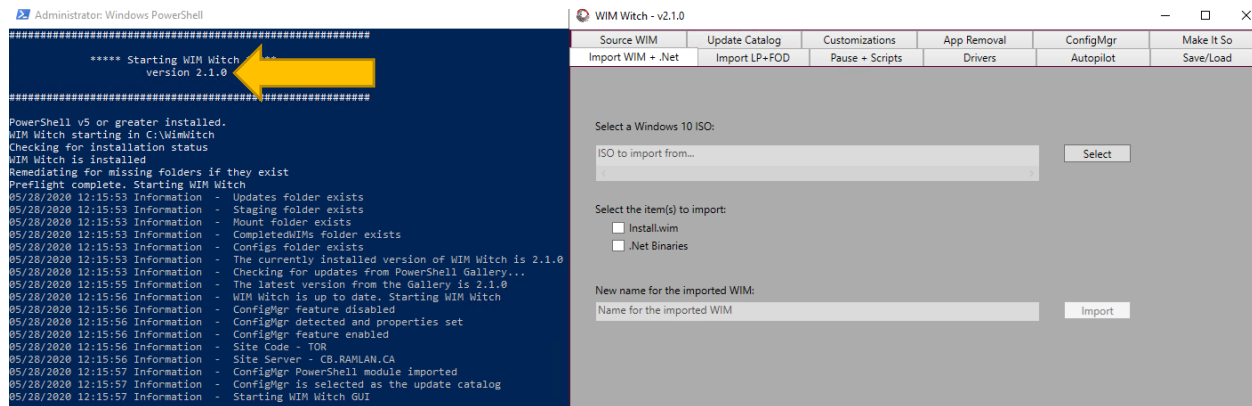 Administrator: Windows PowerShell
##########################################################
***** Starting WIM Witch
version 2.1.0
##########################################################
PowerShell v5 or greater installed.
WIM Witch starting in C:\WimWitch
Checking for installation status
WIM Witch is installed
Remediating for missing folders if they exist
Preflight complete. Starting WIM Witch
05/28/2020 12:15:53 Information - Updates folder exists
05/28/2020 12:15:53 Information - Staging folder exists
05/28/2020 12:15:53 Information - Mount folder exists
05/28/2020 12:15:53 Information - CompletedWIMs folder exists
05/28/2020 12:15:53 Information - Configs folder exists
05/28/2020 12:15:53 Information - The currently installed version of WIM Witch is 2.1.0
05/28/2020 12:15:53 Information - Checking for updates from PowerShell Gallery...
05/28/2020 12:15:55 Information - The latest version from the Gallery is 2.1.0
05/28/2020 12:15:56 Information - WIM Witch is up to date. Starting WIM Witch
05/28/2020 12:15:56 Information - ConfigMgr feature disabled
05/28/2020 12:15:56 Information - ConfigMgr detected and properties set
05/28/2020 12:15:56 Information - ConfigMgr feature enabled
05/28/2020 12:15:56 Information - Site Code - TOR
05/28/2020 12:15:56 Information - Site Server - CB.RAMLAN.CA
05/28/2020 12:15:57 Information - ConfigMgr PowerShell module imported
05/28/2020 12:15:57 Information - ConfigMgr is selected as the update catalog
05/28/2020 12:15:57 Information - Starting WIM Witch GUI
WIM Witch - v2.1.0
Source WIM Update Catalog Customizations App Removal ConfigMgr Make It So
Import WIM + .Net Import LP+FOD Pause + Scripts Drivers Autopilot Save/Load
Select a Windows 10 ISO:
ISO to import from... Select
Select the item(s) to import:
Install.wim
.Net Binaries
New name for the imported WIM:
Name for the imported WIM Import